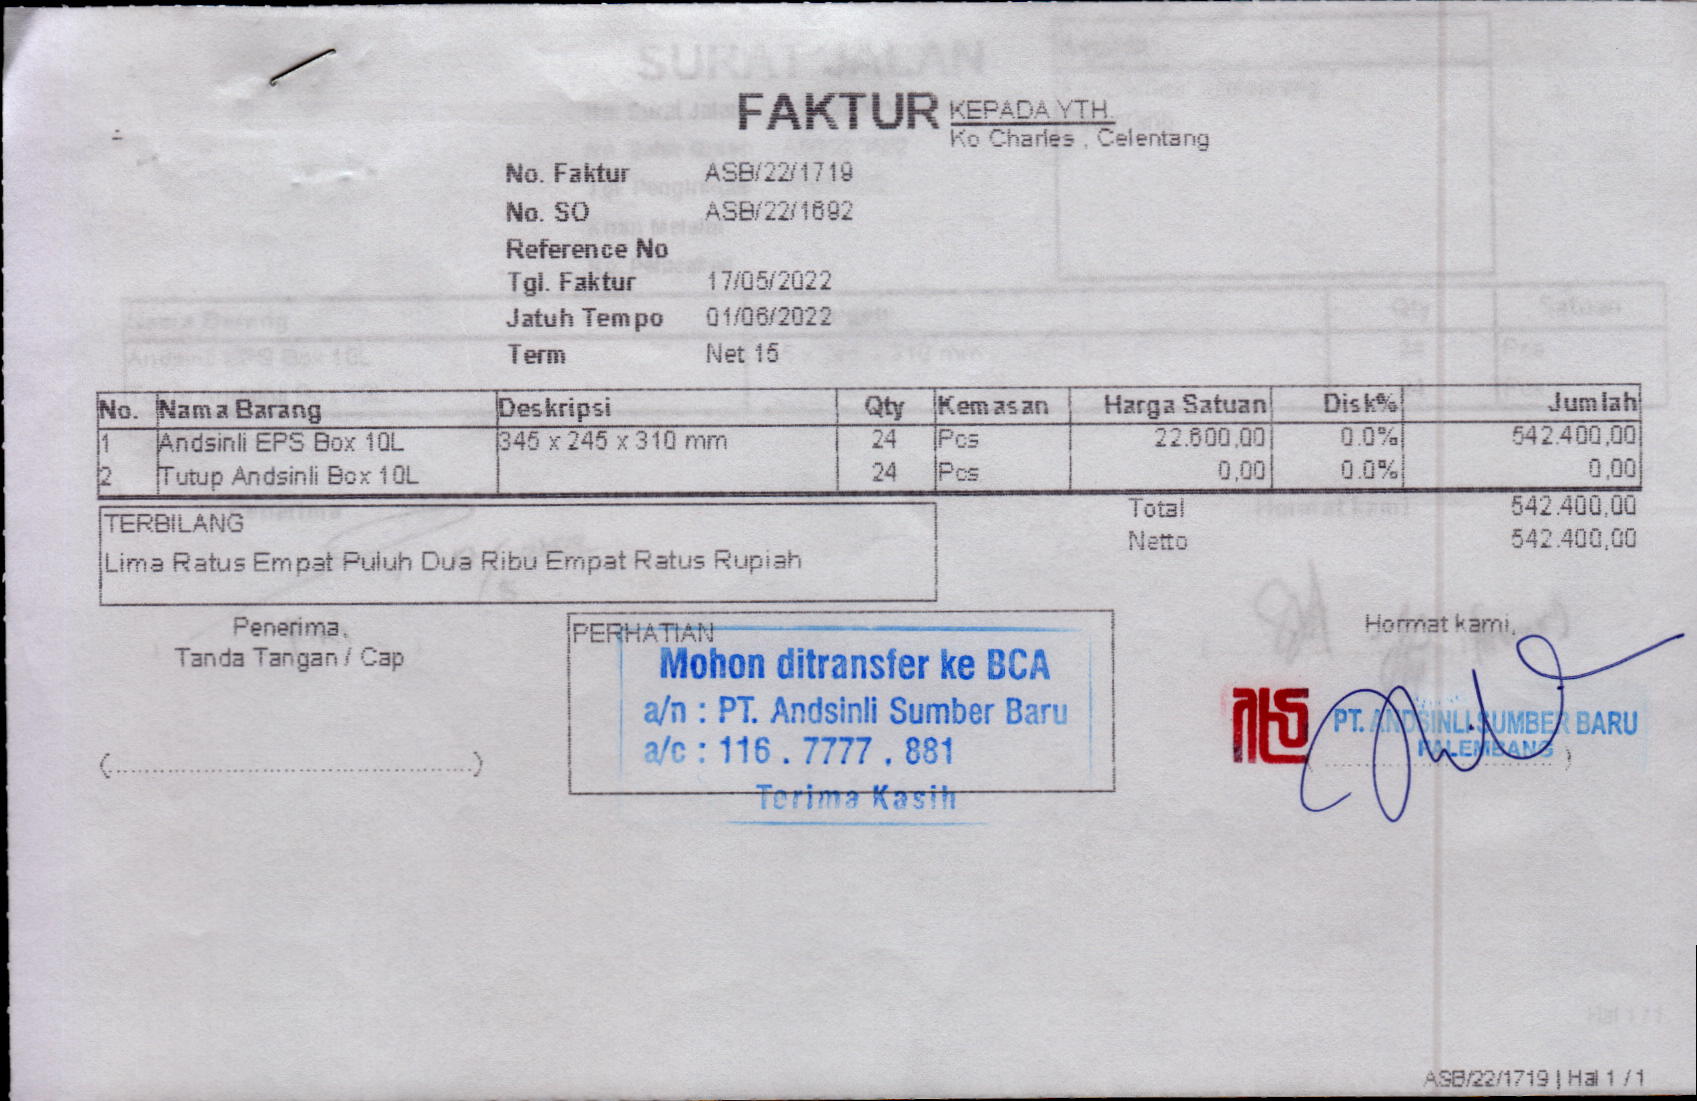 SURAT JALAN
FAKTUR
KEPADA YTH.
Ko Charles , Celentang
No. Faktur ASB/22/1719
No. SO ASB/22/1692
Reference No
Tgl. Faktur 17/05/2022
Jatuh Tempo 01/06/2022
Term Net 15
No. Nama Barang Deskripsi Qty Kemasan Harga Satuan Disk% Jumlah
1 Andsinli EPS Box 10L 345 x 245 x 310 mm 24 Pcs 22.600,00 0.0% 542.400,00
2 Tutup Andsinli Box 10L 24 Pcs 0,00 0.0% 0,00
Total 542.400,00
Netto 542.400,00
TERBILANG
Lima Ratus Empat Puluh Dua Ribu Empat Ratus Rupiah
Penerima,
Tanda Tangan / Cap
(..............................................)
PERHATIAN
Mohon ditransfer ke BCA
a/n : PT. Andsinli Sumber Baru
a/c : 116 . 7777 . 881
Terima Kasih
Hormat kami,
PT. ANDSINLI SUMBER BARU
PALEMBANG
ASB/22/1719 | Hal 1 / 1